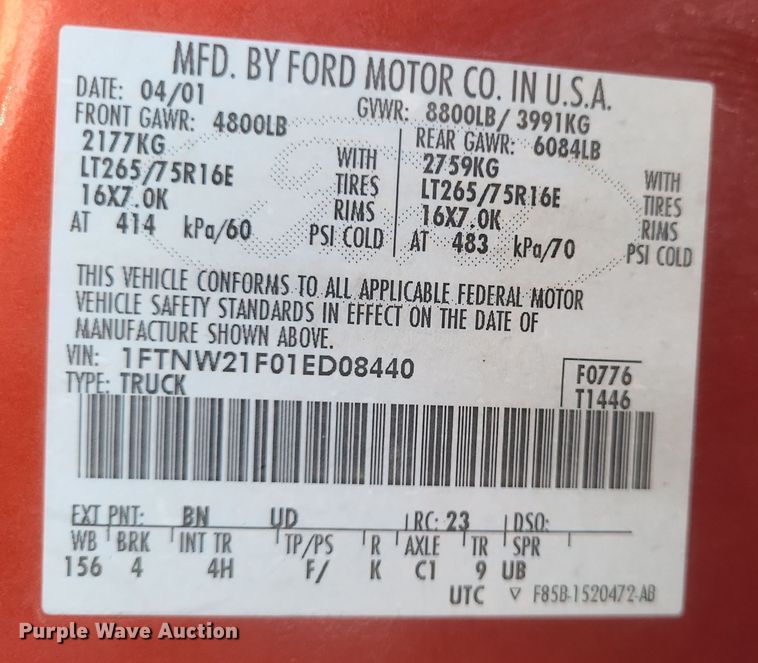 MFD. BY FORD MOTOR CO. IN U.S.A.
DATE: 04/01 GVWR: 8800LB/ 3991KG
FRONT GAWR: 4800LB REAR GAWR: 6084LB
2177KG WITH 2759KG WITH
LT265/75R16E TIRES LT265/75R16E TIRES
16X7.0K RIMS 16X7.0K RIMS
AT 414 kPa/60 PSI COLD AT 483 kPa/70 PSI COLD
THIS VEHICLE CONFORMS TO ALL APPLICABLE FEDERAL MOTOR
VEHICLE SAFETY STANDARDS IN EFFECT ON THE DATE OF
MANUFACTURE SHOWN ABOVE.
VIN: 1FTNW21F01ED08440 F0776
TYPE: TRUCK T1446
EXT PNT: BN UD RC: 23 DSO:
WB BRK INT TR TP/PS R AXLE TR SPR
156 4 4H F/ K C1 9 UB
UTC ▽ F85B-1520472-AB
Purple Wave Auction